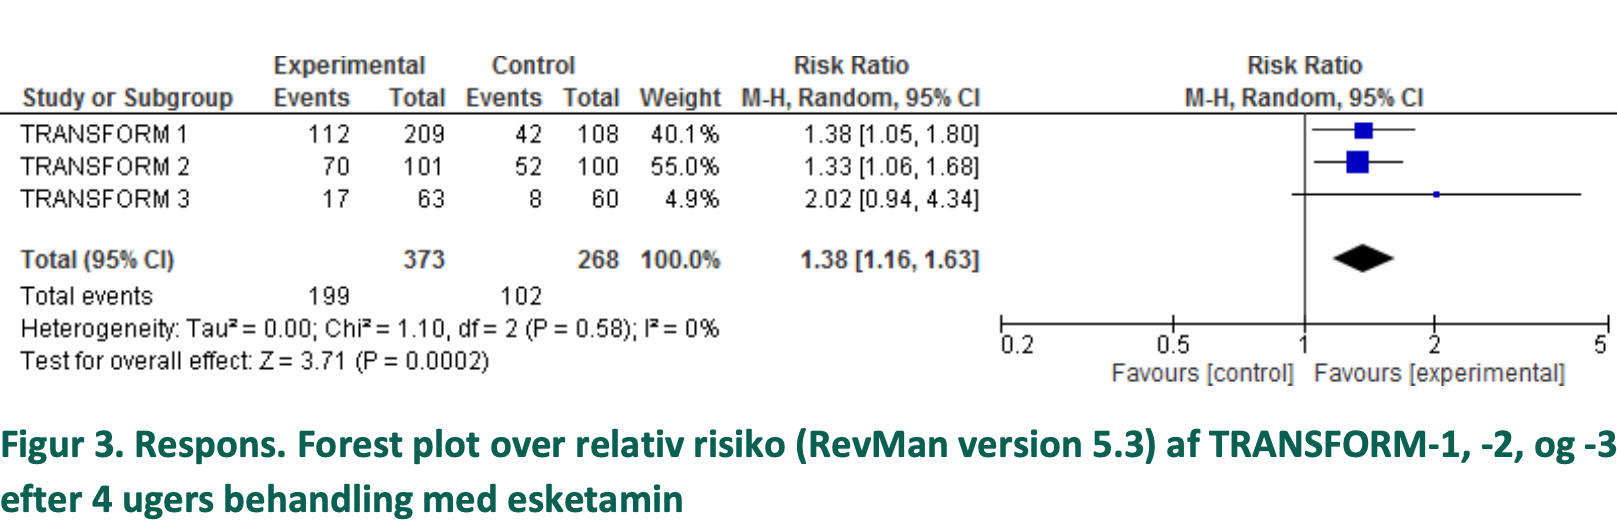 Experimental Control Risk Ratio Risk Ratio
Study or Subgroup Events Total Events Total Weight M-H, Random, 95% CI M-H, Random, 95% CI
TRANSFORM 1 112 209 42 108 40.1% 1.38 [1.05, 1.80]
TRANSFORM 2 70 101 52 100 55.0% 1.33 [1.06, 1.68]
TRANSFORM 3 17 63 8 60 4.9% 2.02 [0.94, 4.34]
Total (95% CI) 373 268 100.0% 1.38 [1.16, 1.63]
Total events 199 102
Heterogeneity: Tau² = 0.00; Chi² = 1.10, df = 2 (P = 0.58); I² = 0%
Test for overall effect: Z = 3.71 (P = 0.0002)
0.2 0.5 1 2 5
Favours [control] Favours [experimental]
Figur 3. Respons. Forest plot over relativ risiko (RevMan version 5.3) af TRANSFORM-1, -2, og -3
efter 4 ugers behandling med esketamin